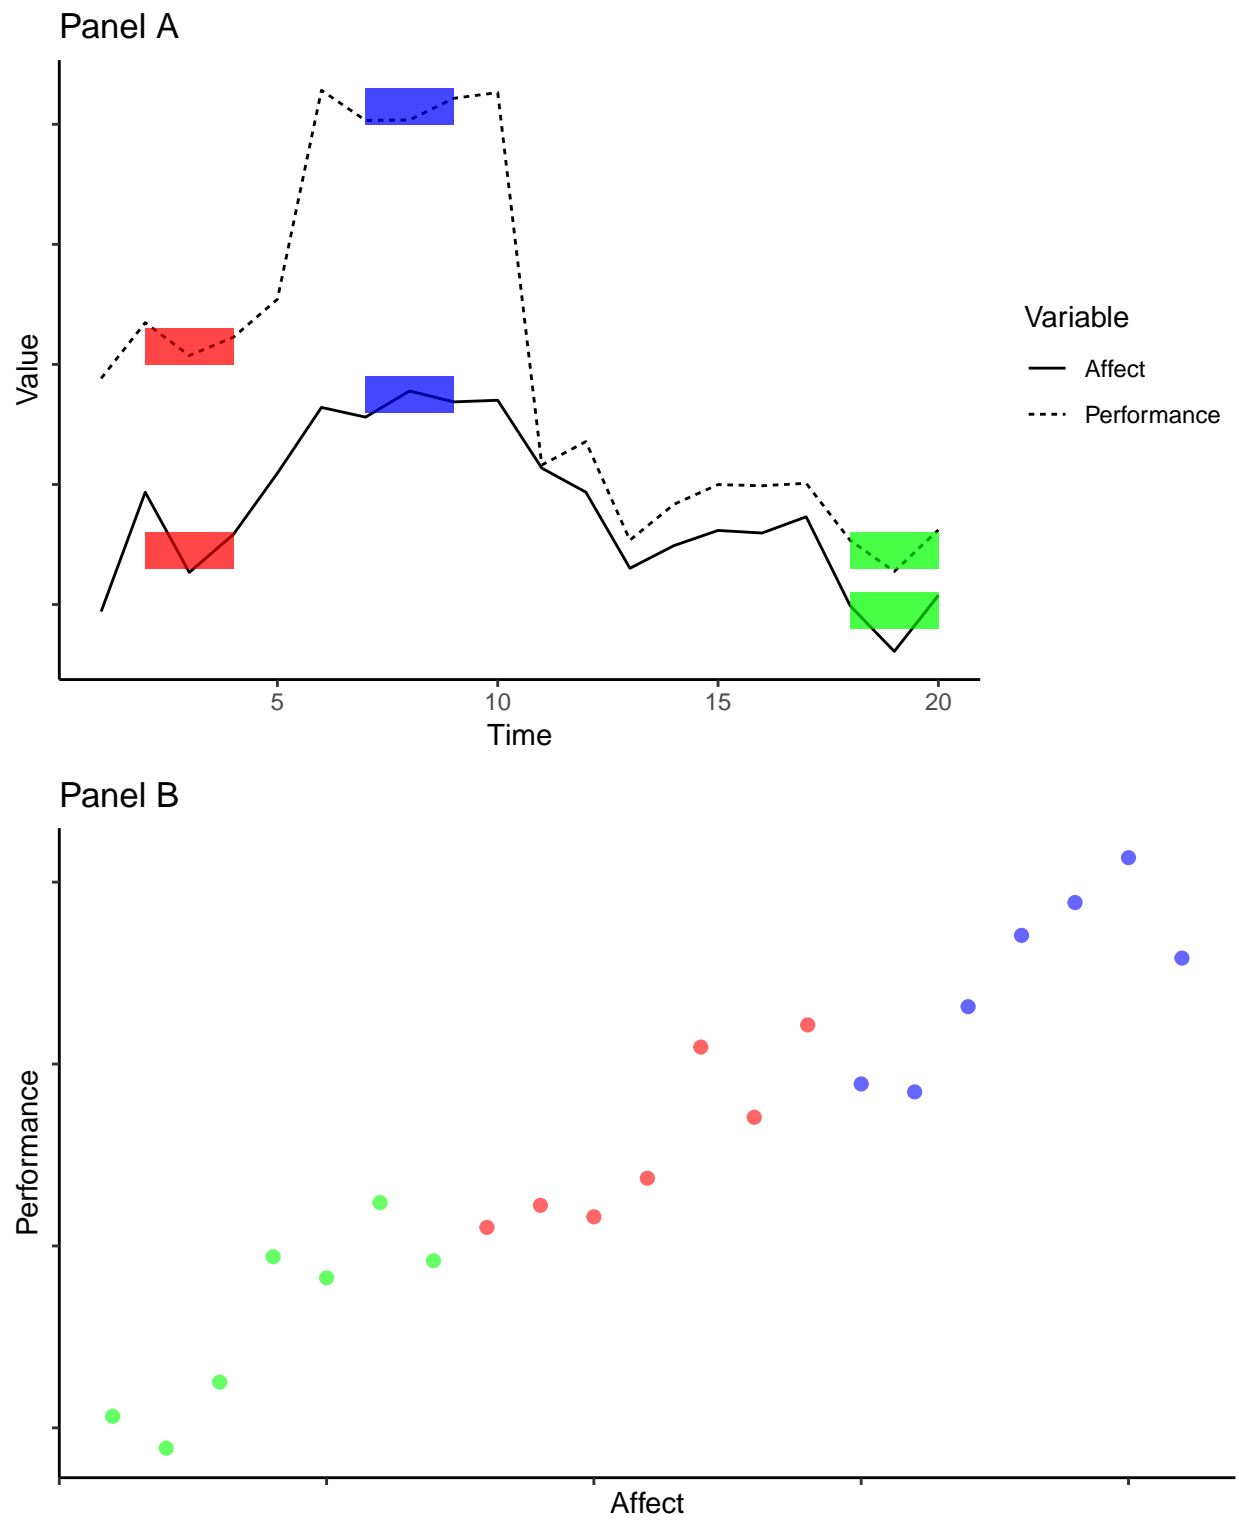 Panel A
Value
Variable
Affect
Performance
5 10 15 20
Time
Panel B
Performance
Affect